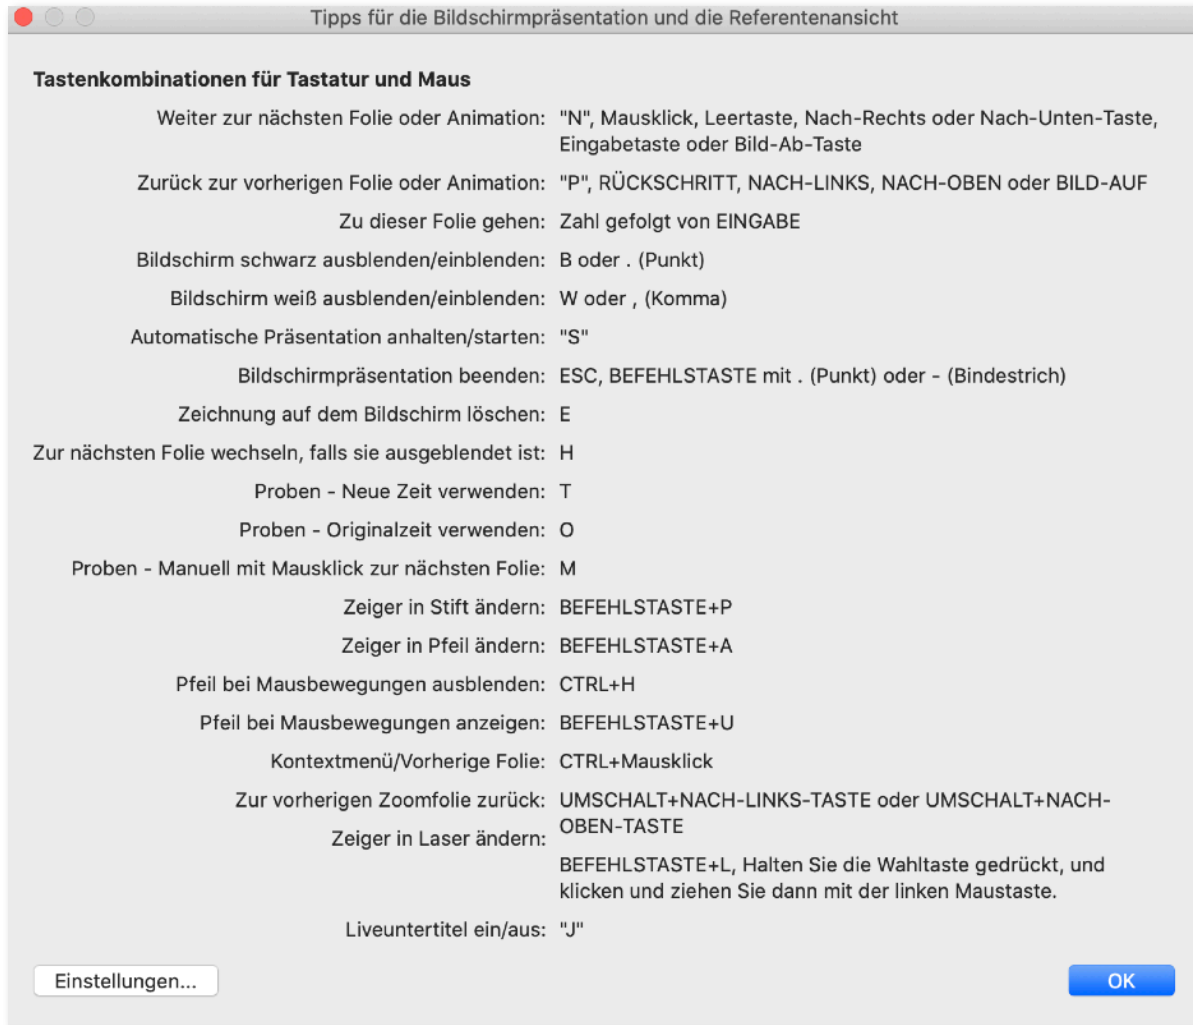 Tipps für die Bildschirmpräsentation und die Referentenansicht
Tastenkombinationen für Tastatur und Maus
Weiter zur nächsten Folie oder Animation: "N", Mausklick, Leertaste, Nach-Rechts oder Nach-Unten-Taste,
Eingabetaste oder Bild-Ab-Taste
Zurück zur vorherigen Folie oder Animation: "P", RÜCKSCHRITT, NACH-LINKS, NACH-OBEN oder BILD-AUF
Zu dieser Folie gehen: Zahl gefolgt von EINGABE
Bildschirm schwarz ausblenden/einblenden: B oder . (Punkt)
Bildschirm weiß ausblenden/einblenden: W oder , (Komma)
Automatische Präsentation anhalten/starten: "S"
Bildschirmpräsentation beenden: ESC, BEFEHLSTASTE mit . (Punkt) oder - (Bindestrich)
Zeichnung auf dem Bildschirm löschen: E
Zur nächsten Folie wechseln, falls sie ausgeblendet ist: H
Proben - Neue Zeit verwenden: T
Proben - Originalzeit verwenden: O
Proben - Manuell mit Mausklick zur nächsten Folie: M
Zeiger in Stift ändern: BEFEHLSTASTE+P
Zeiger in Pfeil ändern: BEFEHLSTASTE+A
Pfeil bei Mausbewegungen ausblenden: CTRL+H
Pfeil bei Mausbewegungen anzeigen: BEFEHLSTASTE+U
Kontextmenü/Vorherige Folie: CTRL+Mausklick
Zur vorherigen Zoomfolie zurück: UMSCHALT+NACH-LINKS-TASTE oder UMSCHALT+NACH-
OBEN-TASTE
Zeiger in Laser ändern:
BEFEHLSTASTE+L, Halten Sie die Wahltaste gedrückt, und
klicken und ziehen Sie dann mit der linken Maustaste.
Liveuntertitel ein/aus: "J"
Einstellungen... OK